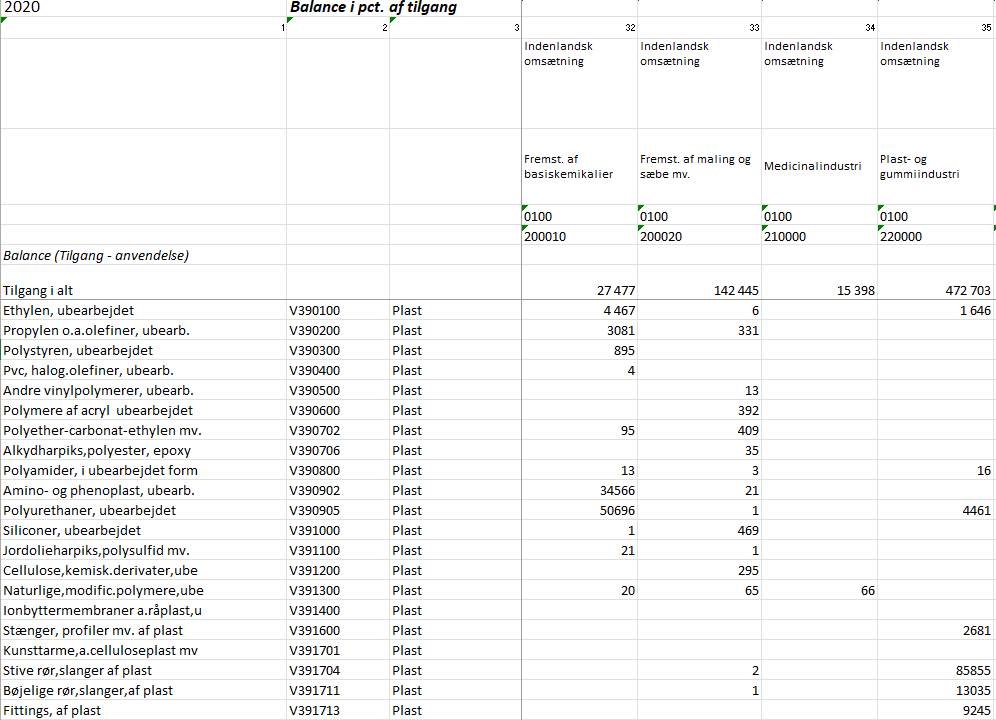 2020 Balance i pct. af tilgang
1 2 3 32 33 34 35
Indenlandsk Indenlandsk Indenlandsk Indenlandsk
omsætning omsætning omsætning omsætning
Fremst. af Fremst. af maling og Medicinalindustri Plast- og
basiskemikalier sæbe mv. gummiindustri
0100 0100 0100 0100
200010 200020 210000 220000
Balance (Tilgang - anvendelse)
Tilgang i alt 27 477 142 445 15 398 472 703
Ethylen, ubearbejdet V390100 Plast 4 467 6 1 646
Propylen o.a.olefiner, ubearb. V390200 Plast 3081 331
Polystyren, ubearbejdet V390300 Plast 895
Pvc, halog.olefiner, ubearb. V390400 Plast 4
Andre vinylpolymerer, ubearb. V390500 Plast 13
Polymere af acryl ubearbejdet V390600 Plast 392
Polyether-carbonat-ethylen mv. V390702 Plast 95 409
Alkydharpiks,polyester, epoxy V390706 Plast 35
Polyamider, i ubearbejdet form V390800 Plast 13 3 16
Amino- og phenoplast, ubearb. V390902 Plast 34566 21
Polyurethaner, ubearbejdet V390905 Plast 50696 1 4461
Siliconer, ubearbejdet V391000 Plast 1 469
Jordolieharpiks,polysulfid mv. V391100 Plast 21 1
Cellulose,kemisk.derivater,ube V391200 Plast 295
Naturlige,modific.polymere,ube V391300 Plast 20 65 66
Ionbyttermembraner a.råplast,u V391400 Plast
Stænger, profiler mv. af plast V391600 Plast 2681
Kunsttarme,a.celluloseplast mv V391701 Plast
Stive rør,slanger af plast V391704 Plast 2 85855
Bøjelige rør,slanger,af plast V391711 Plast 1 13035
Fittings, af plast V391713 Plast 9245